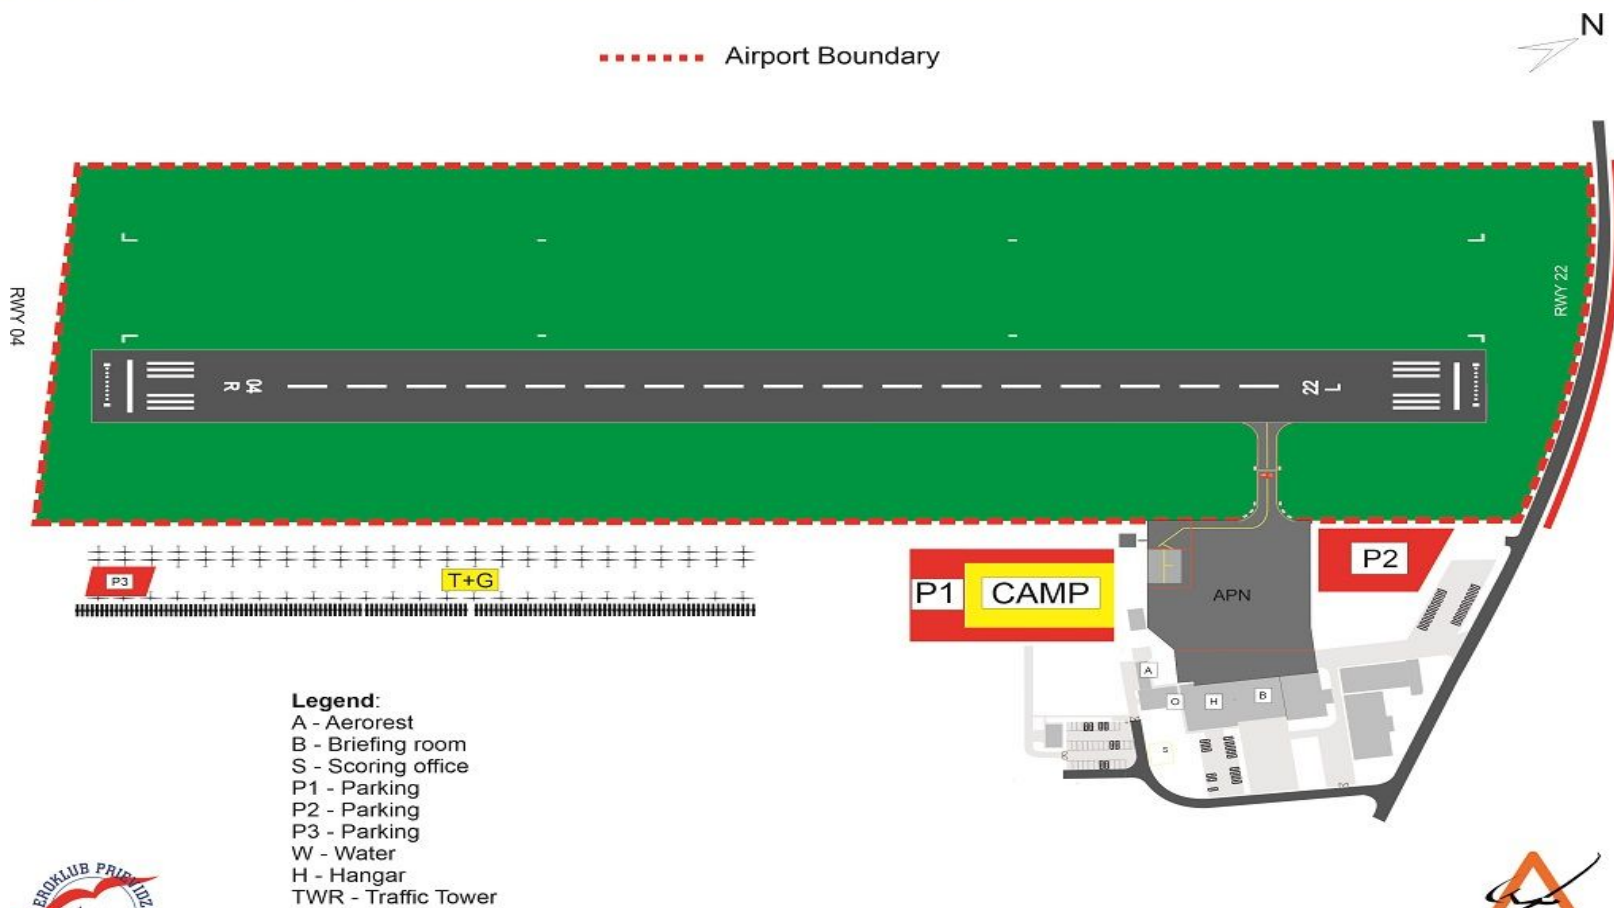 N
Airport Boundary
RWY 04
RWY 22
04
R
22
L
P3
T+G
P1
CAMP
APN
P2
A
O
H
B
S
Legend:
A - Aerorest
B - Briefing room
S - Scoring office
P1 - Parking
P2 - Parking
P3 - Parking
W - Water
H - Hangar
TWR - Traffic Tower